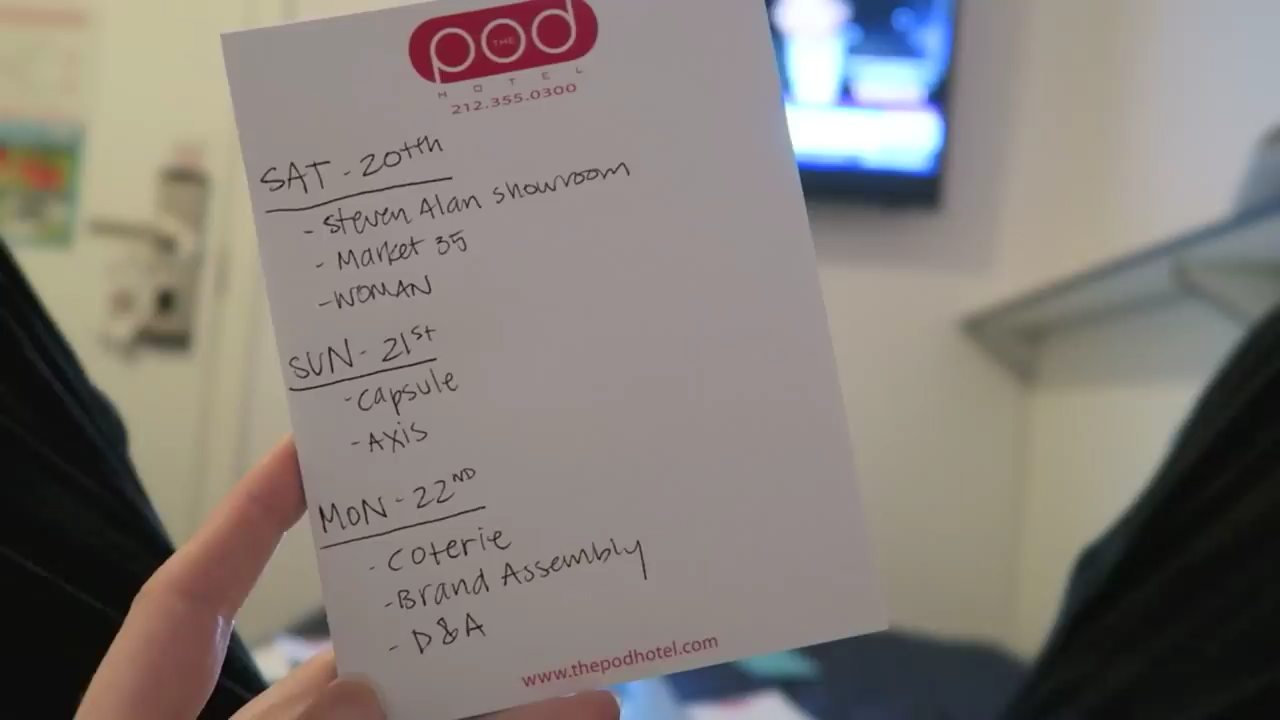 THE
pod
HOTEL
212.355.0300
SAT - 20tth
- Steven Alan showroom
- Market 35
- WOMAN
SUN - 21st
- Capsule
- AXIS
MON - 22ND
- Coterie
- Brand Assembly
- D&A
www.thepodhotel.com